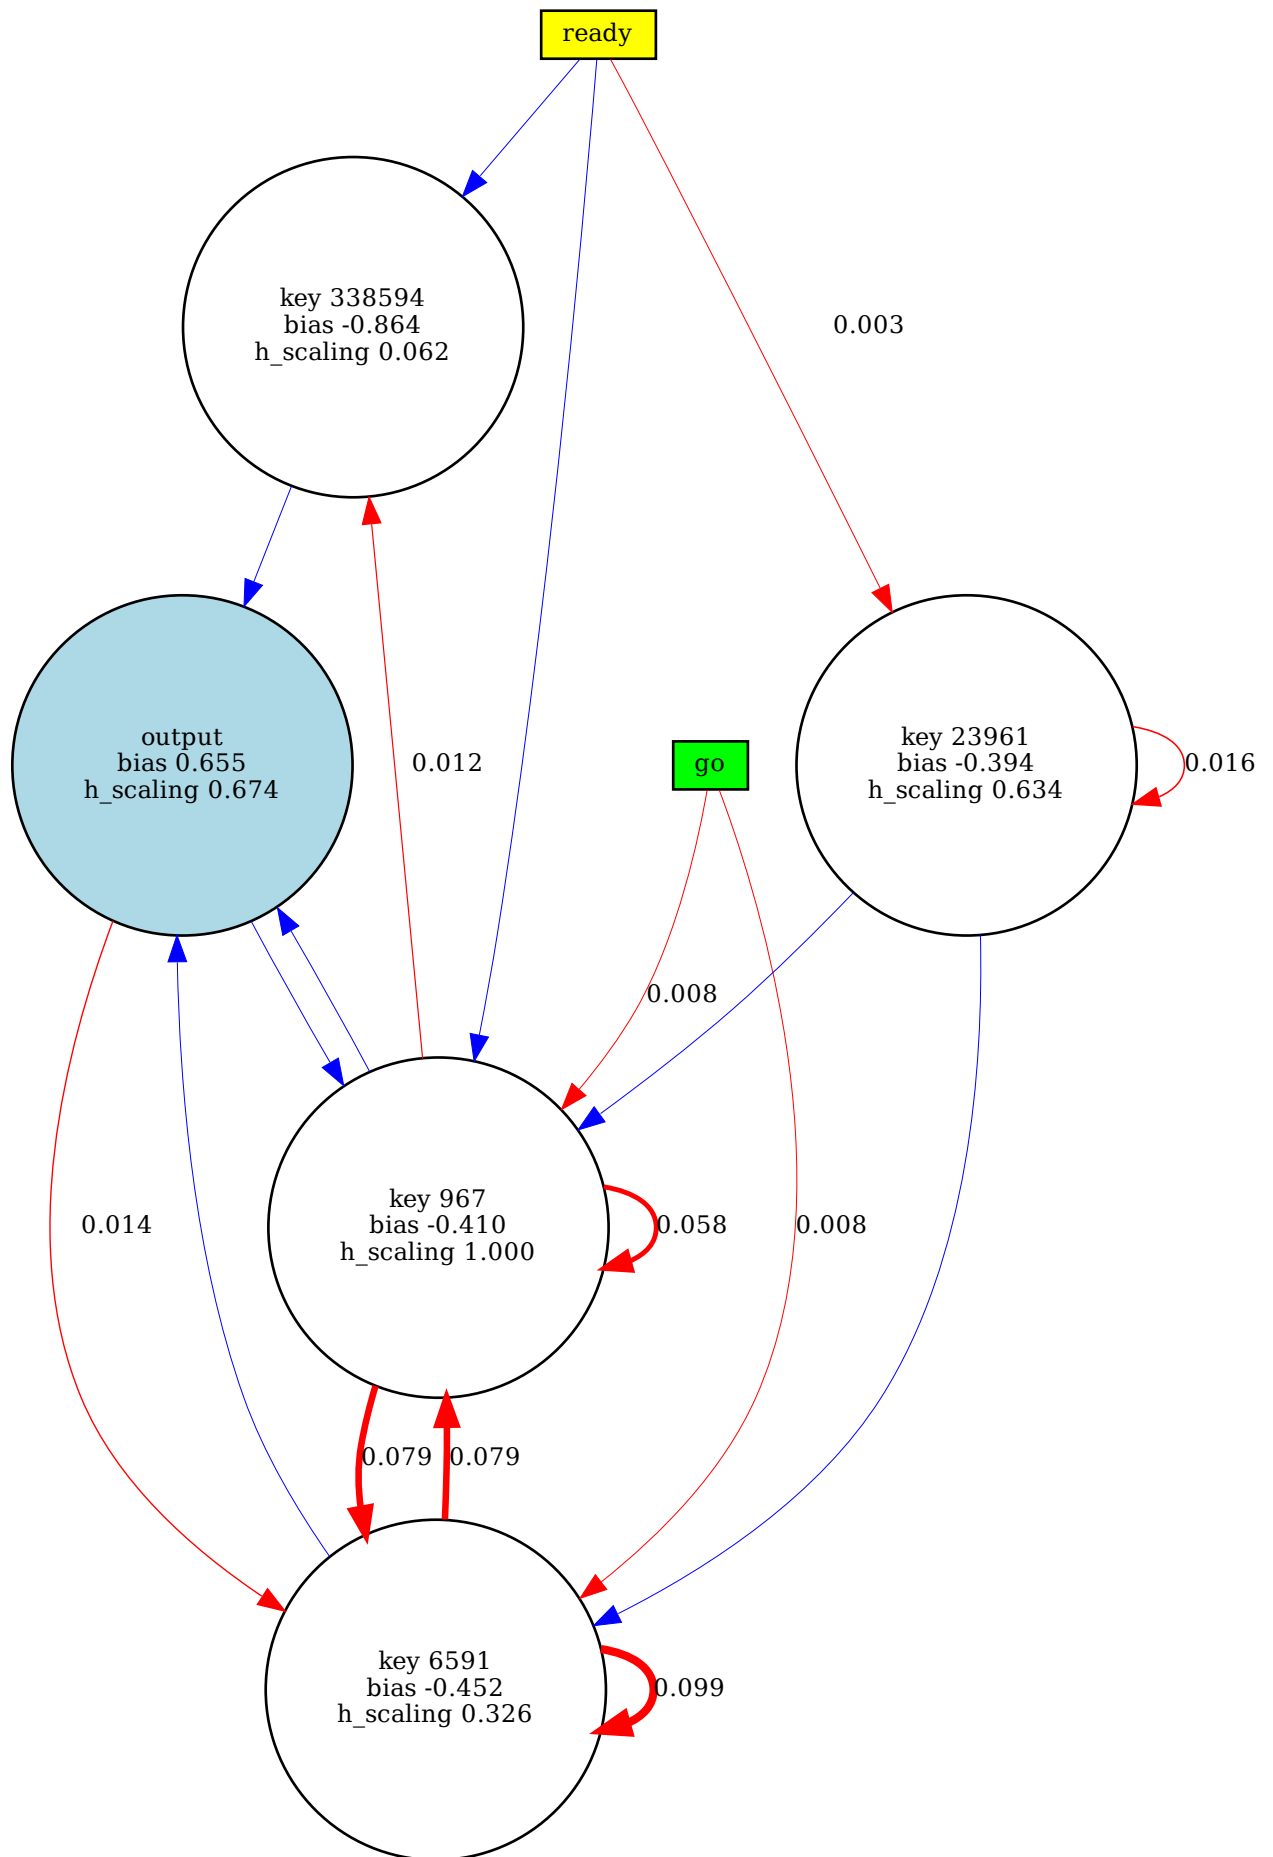 ready
key 338594
bias -0.864
h_scaling 0.062
0.003
output
bias 0.655
h_scaling 0.674
0.012
go
key 23961
bias -0.394
h_scaling 0.634
0.016
0.008
key 967
bias -0.410
h_scaling 1.000
0.014
0.058
0.008
0.079
0.079
key 6591
bias -0.452
h_scaling 0.326
0.099